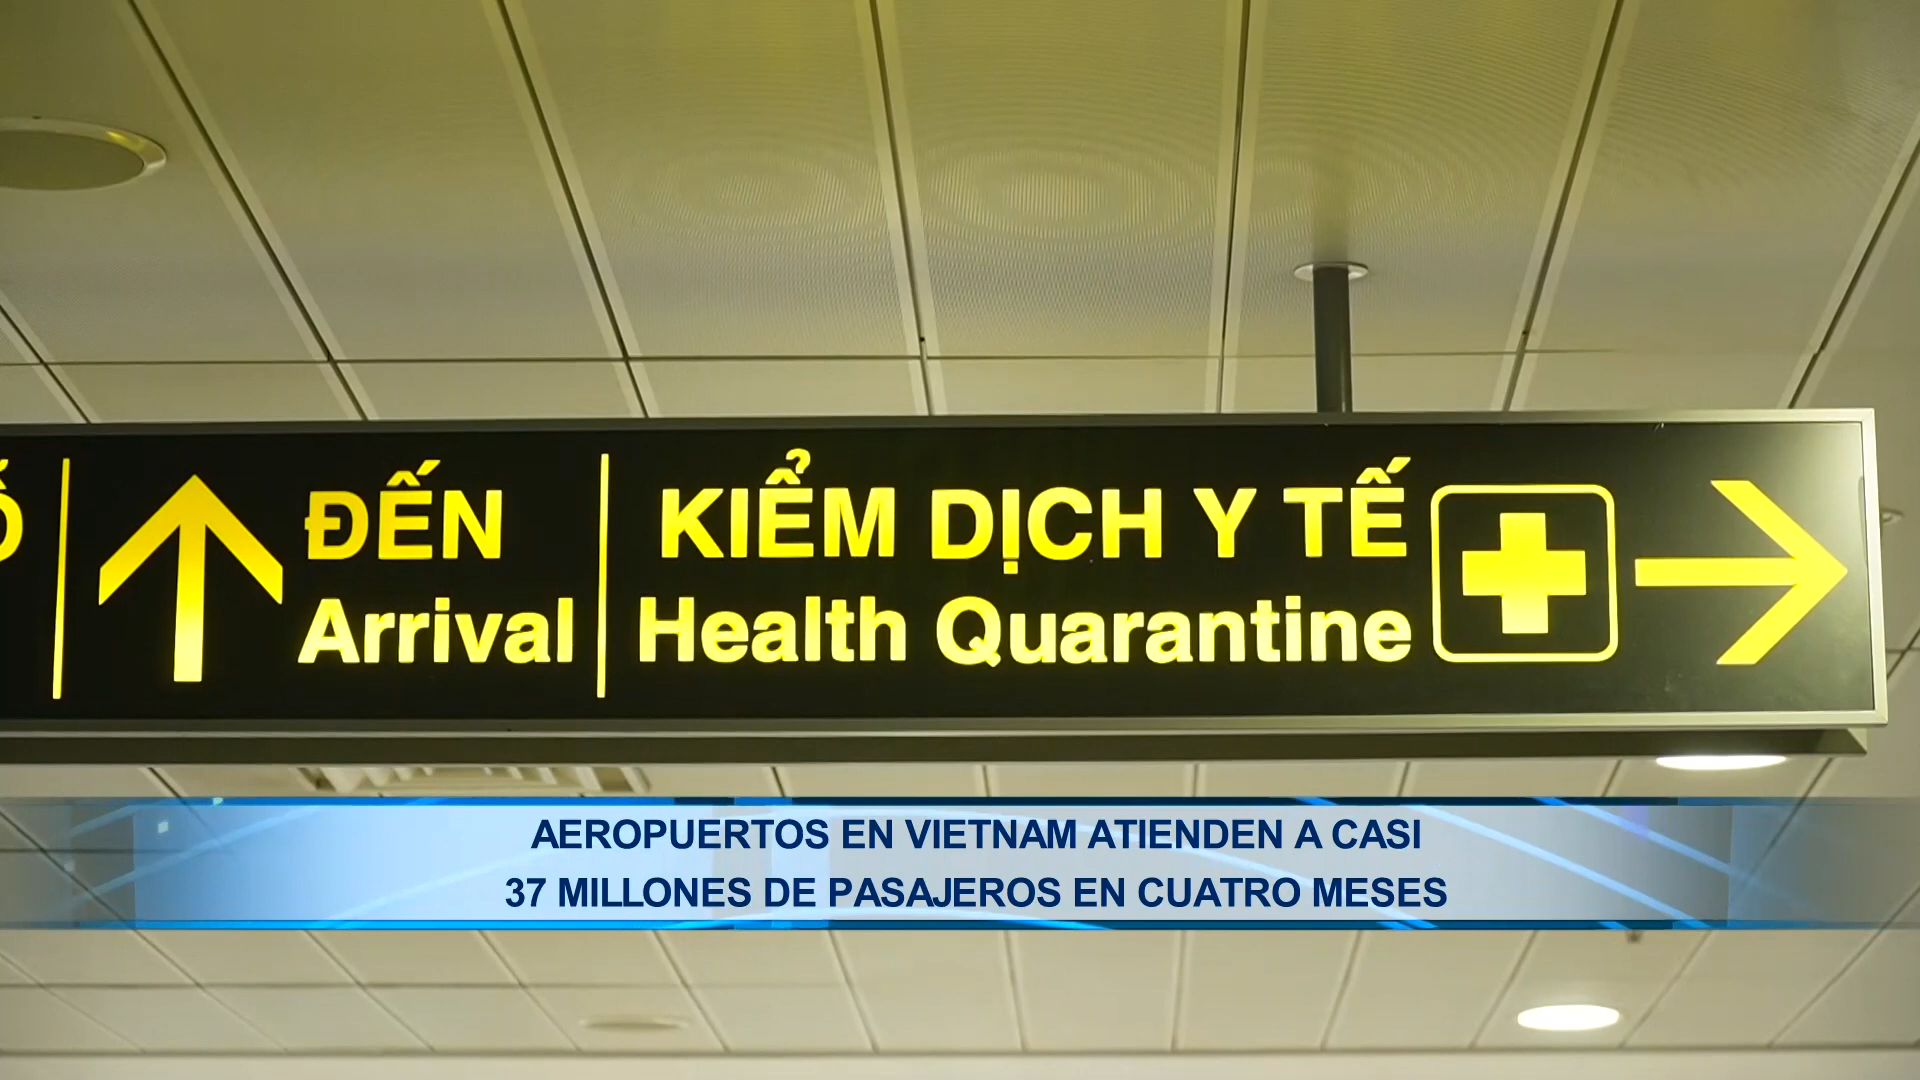 ĐẾN
Arrival
KIỂM DỊCH Y TẾ
Health Quarantine
AEROPUERTOS EN VIETNAM ATIENDEN A CASI
37 MILLONES DE PASAJEROS EN CUATRO MESES